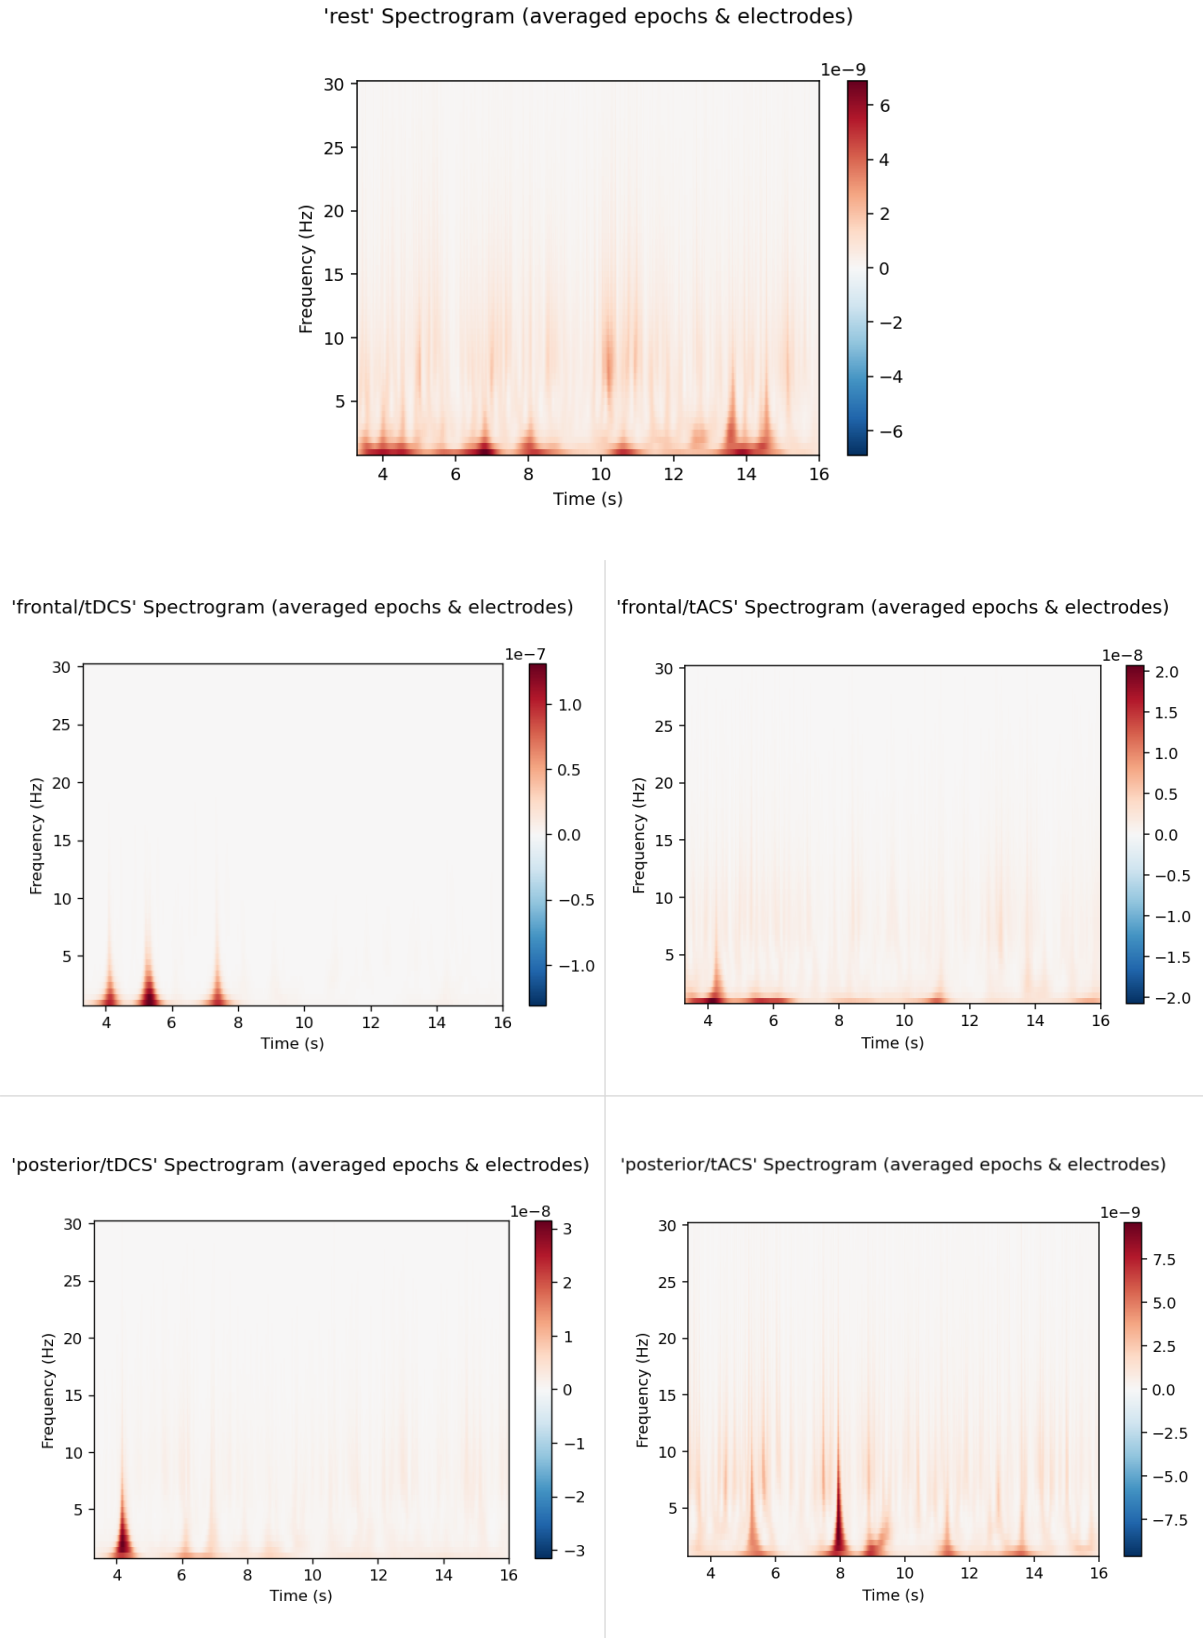 'rest' Spectrogram (averaged epochs & electrodes)
1e−9
30
25
20
15
10
5
Frequency (Hz)
4 6 8 10 12 14 16
Time (s)
6
4
2
0
−2
−4
−6
'frontal/tDCS' Spectrogram (averaged epochs & electrodes)
1e−7
30
25
20
15
10
5
Frequency (Hz)
4 6 8 10 12 14 16
Time (s)
1.0
0.5
0.0
−0.5
−1.0
'frontal/tACS' Spectrogram (averaged epochs & electrodes)
1e−8
30
25
20
15
10
5
Frequency (Hz)
4 6 8 10 12 14 16
Time (s)
2.0
1.5
1.0
0.5
0.0
−0.5
−1.0
−1.5
−2.0
'posterior/tDCS' Spectrogram (averaged epochs & electrodes)
1e−8
30
25
20
15
10
5
Frequency (Hz)
4 6 8 10 12 14 16
Time (s)
3
2
1
0
−1
−2
−3
'posterior/tACS' Spectrogram (averaged epochs & electrodes)
1e−9
30
25
20
15
10
5
Frequency (Hz)
4 6 8 10 12 14 16
Time (s)
7.5
5.0
2.5
0.0
−2.5
−5.0
−7.5